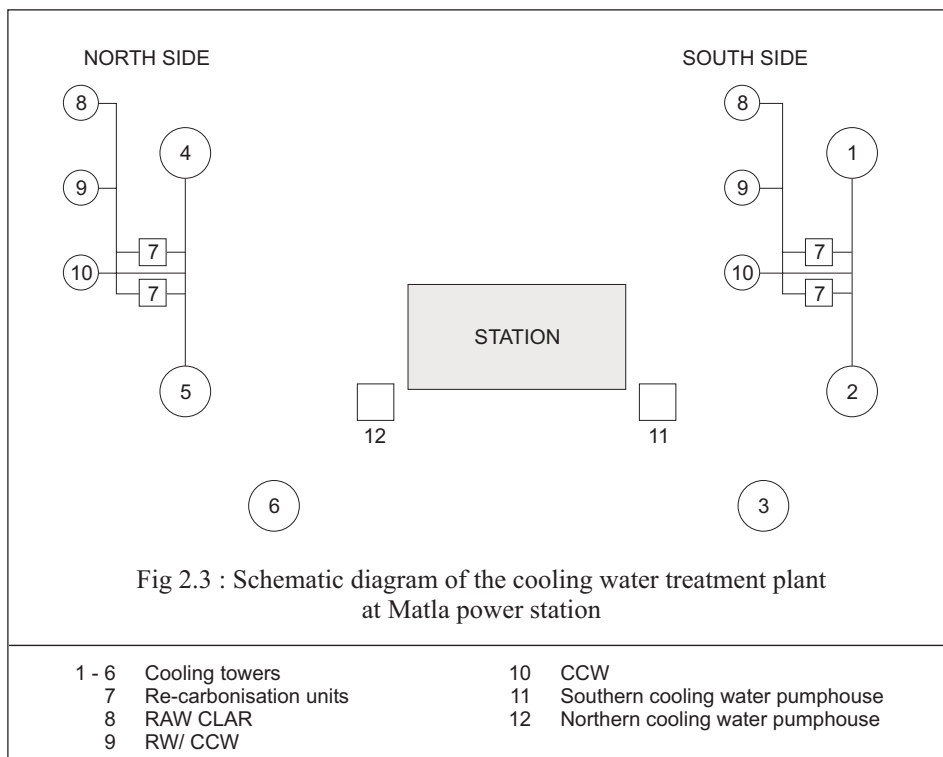 NORTH SIDE
SOUTH SIDE
8
8
4
1
9
9
7
7
10
10
7
7
STATION
5
2
12
11
6
3
Fig 2.3 : Schematic diagram of the cooling water treatment plant
at Matla power station
1 - 6 Cooling towers
7 Re-carbonisation units
8 RAW CLAR
9 RW/ CCW
10 CCW
11 Southern cooling water pumphouse
12 Northern cooling water pumphouse